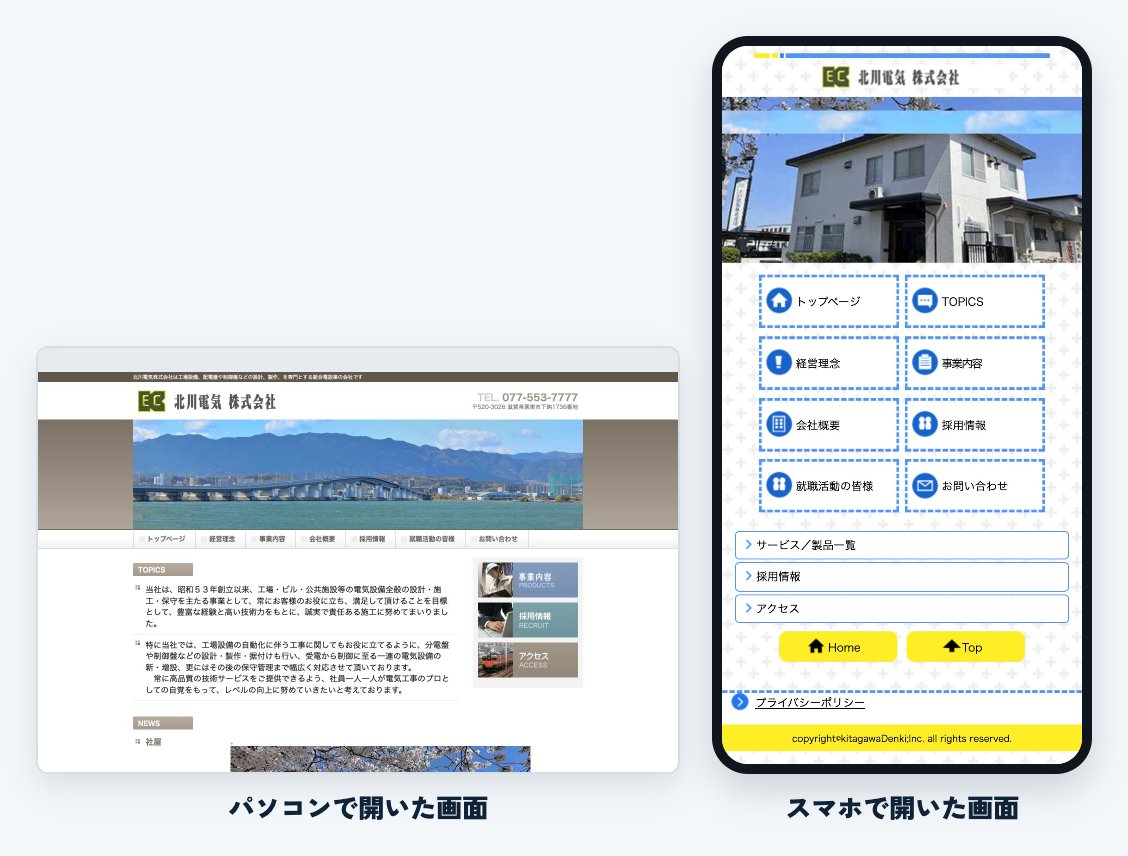 北川電気株式会社は工場設備、配電盤や制御盤などの設計、製作、を専門とする総合電設業の会社です
EC 北川電気 株式会社
TEL. 077-553-7777
〒520-3026 滋賀県栗東市下鈎1736番地
トップページ 経営理念 事業内容 会社概要 採用情報 就職活動の皆様 お問い合わせ
TOPICS
当社は、昭和５３年創立以来、工場・ビル・公共施設等の電気設備全般の設計・施
工・保守を主たる事業として、常にお客様のお役に立ち、満足して頂けることを目標
として、豊富な経験と高い技術力をもとに、誠実で責任ある施工に努めてまいりまし
た。
特に当社では、工場設備の自動化に伴う工事に関してもお役に立てるように、分電盤
や制御盤などの設計・製作・据付けも行い、受電から制御に至る一連の電気設備の
新・増設、更にはその後の保守管理まで幅広く対応させて頂いております。
常に高品質の技術サービスをご提供できるよう、社員一人一人が電気工事のプロと
しての自覚をもって、レベルの向上に努めていきたいと考えております。
NEWS
社屋
事業内容
PRODUCTS
採用情報
RECRUIT
アクセス
ACCESS
パソコンで開いた画面
EC 北川電気 株式会社
トップページ
TOPICS
経営理念
事業内容
会社概要
採用情報
就職活動の皆様
お問い合わせ
サービス／製品一覧
採用情報
アクセス
Home
Top
プライバシーポリシー
copyright©kitagawaDenki;Inc. all rights reserved.
スマホで開いた画面